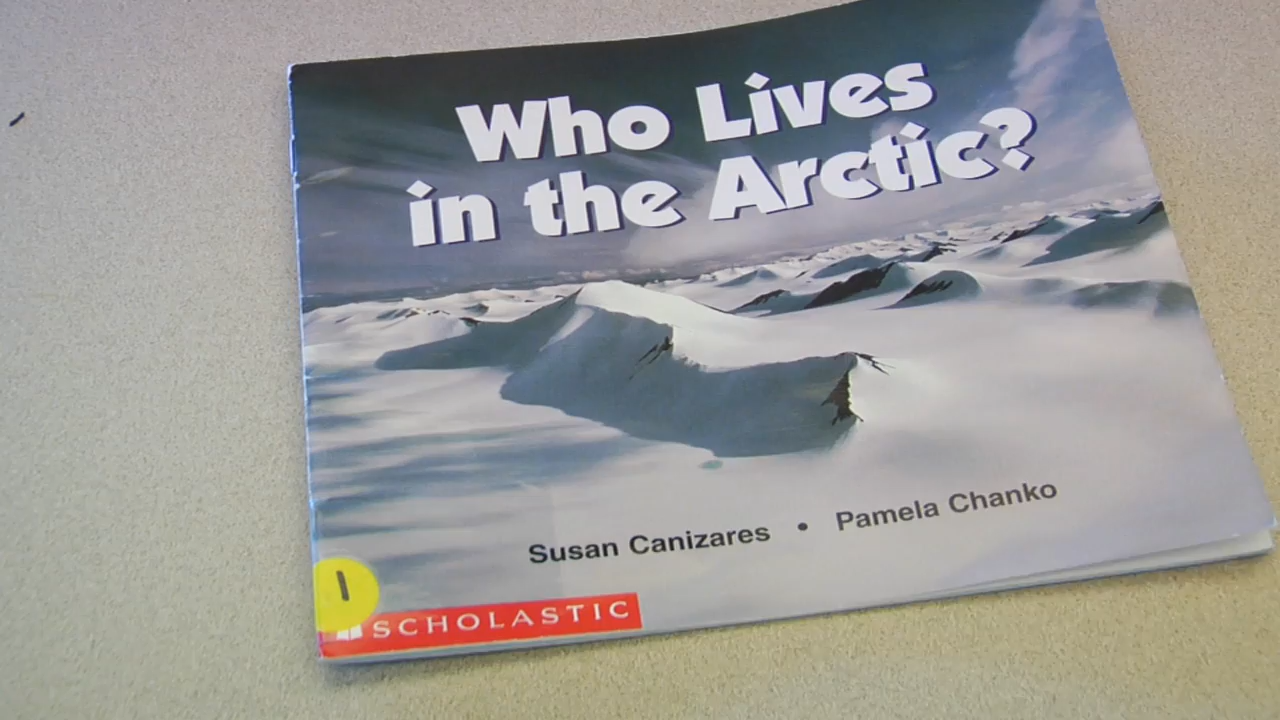 Who Lives
in the Arctic?
Susan Canizares • Pamela Chanko
1
SCHOLASTIC